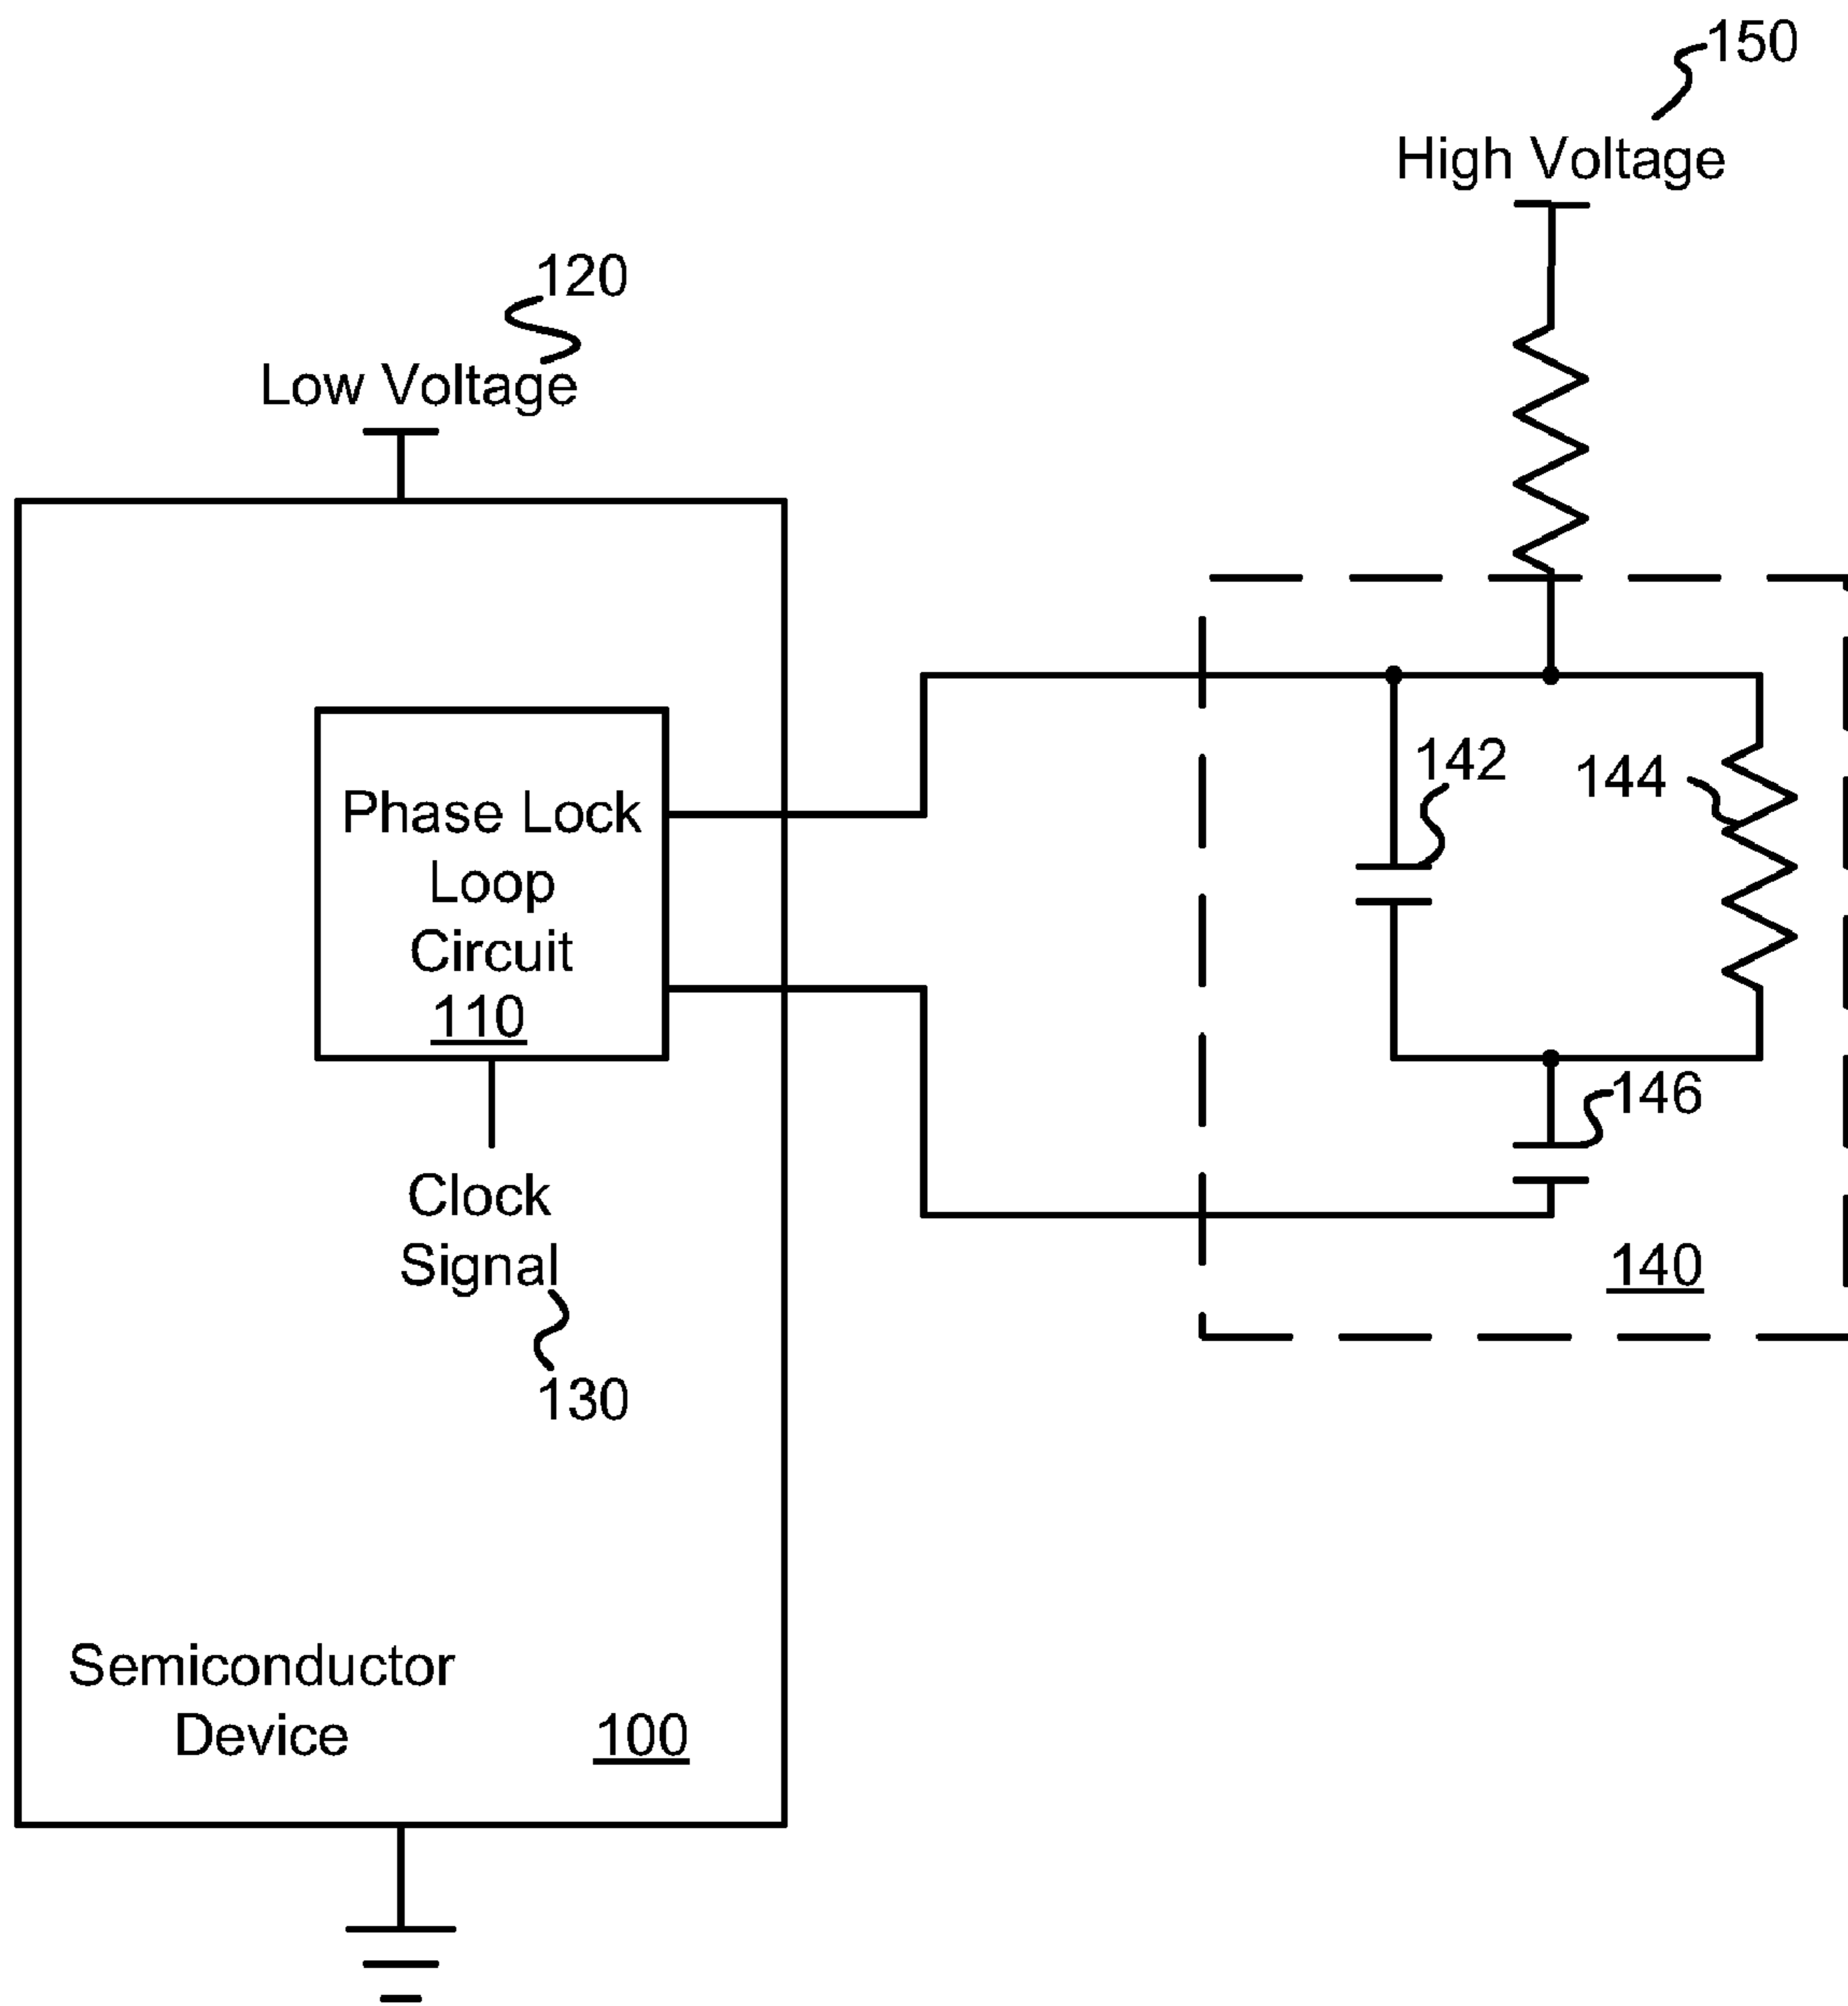 150
High Voltage
120
Low Voltage
142
144
Phase Lock
Loop
Circuit
110
146
Clock
Signal
140
130
Semiconductor
Device
100